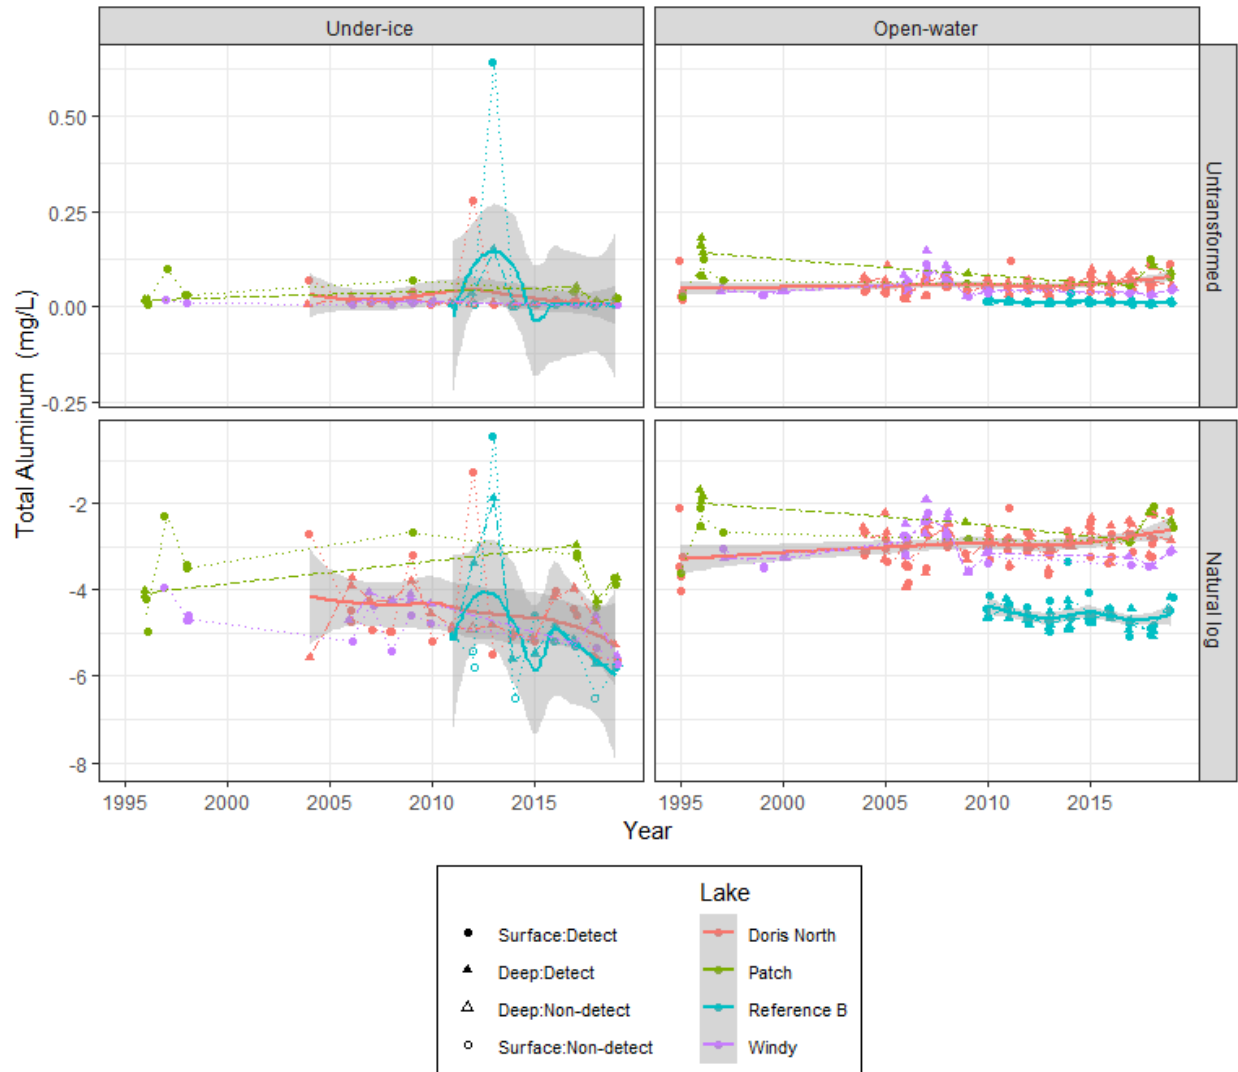 Under-ice
Open-water
Total Aluminum (mg/L)
0.50
0.25
0.00
-0.25
Untransformed
-2
-4
-6
-8
Natural log
1995
2000
2005
2010
2015
1995
2000
2005
2010
2015
Year
Surface:Detect
Deep:Detect
Deep:Non-detect
Surface:Non-detect
Lake
Doris North
Patch
Reference B
Windy